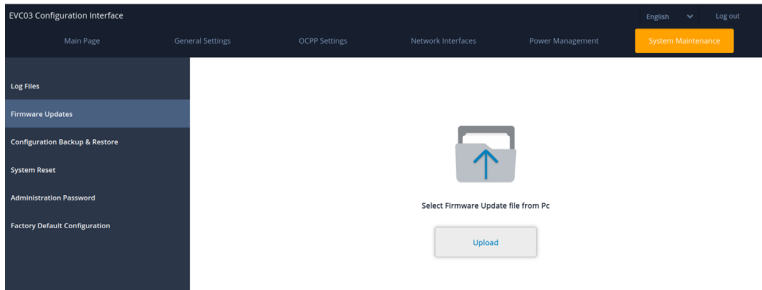 EVC03 Configuration Interface
English
Log out
Main Page
General Settings
OCPP Settings
Network Interfaces
Power Management
System Maintenance
Log Files
Firmware Updates
Configuration Backup & Restore
System Reset
Administration Password
Factory Default Configuration
Select Firmware Update file from Pc
Upload